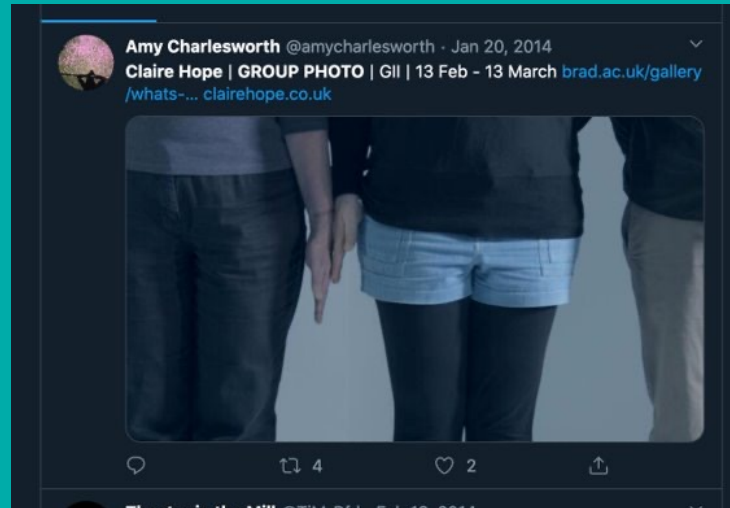 Amy Charlesworth @amycharlesworth · Jan 20, 2014
Claire Hope | GROUP PHOTO | GII | 13 Feb - 13 March brad.ac.uk/gallery
/whats-... clairehope.co.uk
4 2